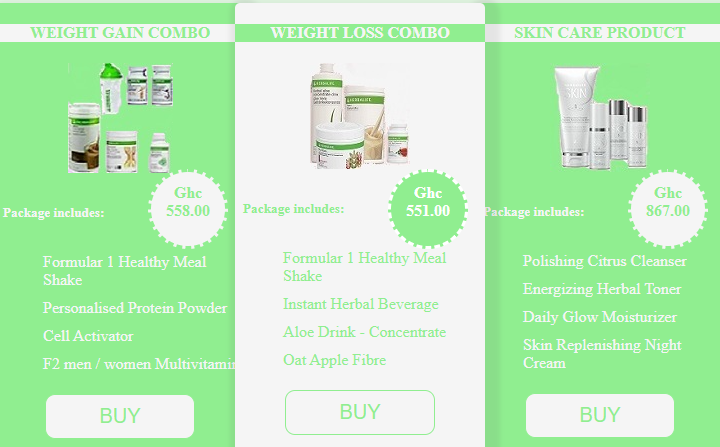 WEIGHT GAIN COMBO
Ghc
558.00
Package includes:
Formular 1 Healthy Meal
Shake
Personalised Protein Powder
Cell Activator
F2 men / women Multivitamin
BUY
WEIGHT LOSS COMBO
HERBALIFE
Ghc
551.00
Package includes:
Formular 1 Healthy Meal
Shake
Instant Herbal Beverage
Aloe Drink - Concentrate
Oat Apple Fibre
BUY
SKIN CARE PRODUCT
SKIN
Ghc
867.00
Package includes:
Polishing Citrus Cleanser
Energizing Herbal Toner
Daily Glow Moisturizer
Skin Replenishing Night
Cream
BUY